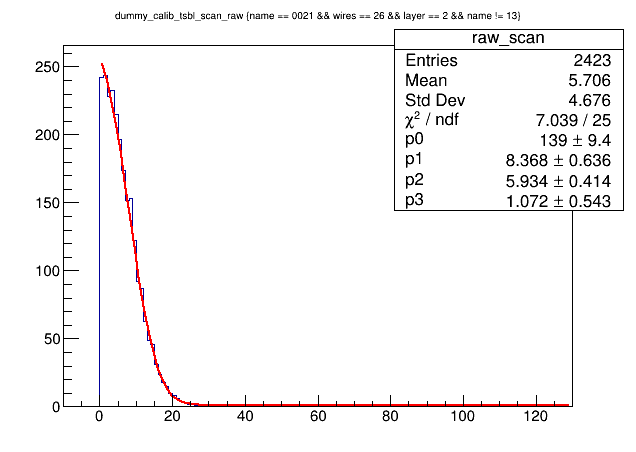 dummy_calib_tsbl_scan_raw {name == 0021 && wires == 26 && layer == 2 && name != 13}
raw_scan
Entries 2423
Mean 5.706
Std Dev 4.676
χ² / ndf 7.039 / 25
p0 139 ± 9.4
p1 8.368 ± 0.636
p2 5.934 ± 0.414
p3 1.072 ± 0.543
250
200
150
100
50
0
0 20 40 60 80 100 120